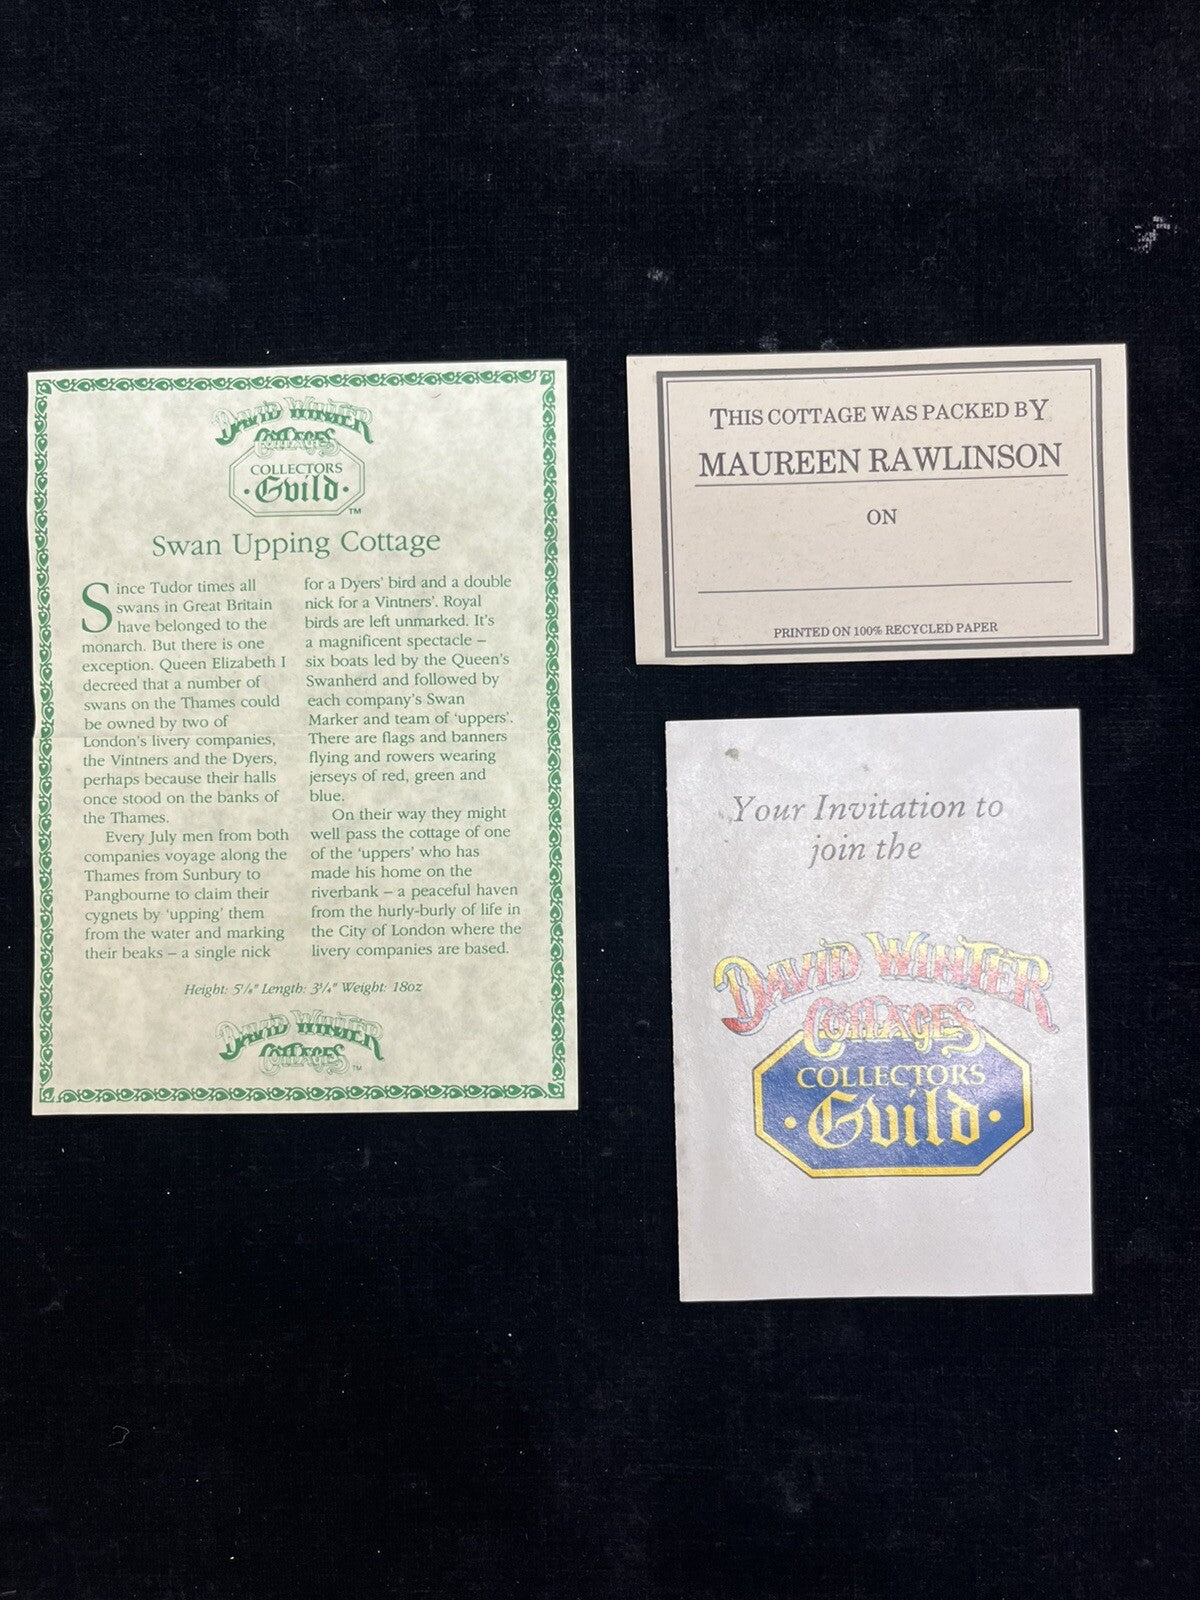 DAVID WINTER
COTTAGES
COLLECTORS
·Guild·
™
Swan Upping Cottage
Since Tudor times all
swans in Great Britain
have belonged to the
monarch. But there is one
exception. Queen Elizabeth I
decreed that a number of
swans on the Thames could
be owned by two of
London's livery companies,
the Vintners and the Dyers,
perhaps because their halls
once stood on the banks of
the Thames.
Every July men from both
companies voyage along the
Thames from Sunbury to
Pangbourne to claim their
cygnets by 'upping' them
from the water and marking
their beaks – a single nick
for a Dyers' bird and a double
nick for a Vintners'. Royal
birds are left unmarked. It's
a magnificent spectacle –
six boats led by the Queen's
Swanherd and followed by
each company's Swan
Marker and team of 'uppers'.
There are flags and banners
flying and rowers wearing
jerseys of red, green and
blue.
On their way they might
well pass the cottage of one
of the 'uppers' who has
made his home on the
riverbank – a peaceful haven
from the hurly-burly of life in
the City of London where the
livery companies are based.
Height: Length: Weight: 18oz
DAVID WINTER
COTTAGES™
THIS COTTAGE WAS PACKED BY
MAUREEN RAWLINSON
ON
PRINTED ON 100% RECYCLED PAPER
Your Invitation to
join the
DAVID WINTER
COTTAGES
COLLECTORS
·Guild·